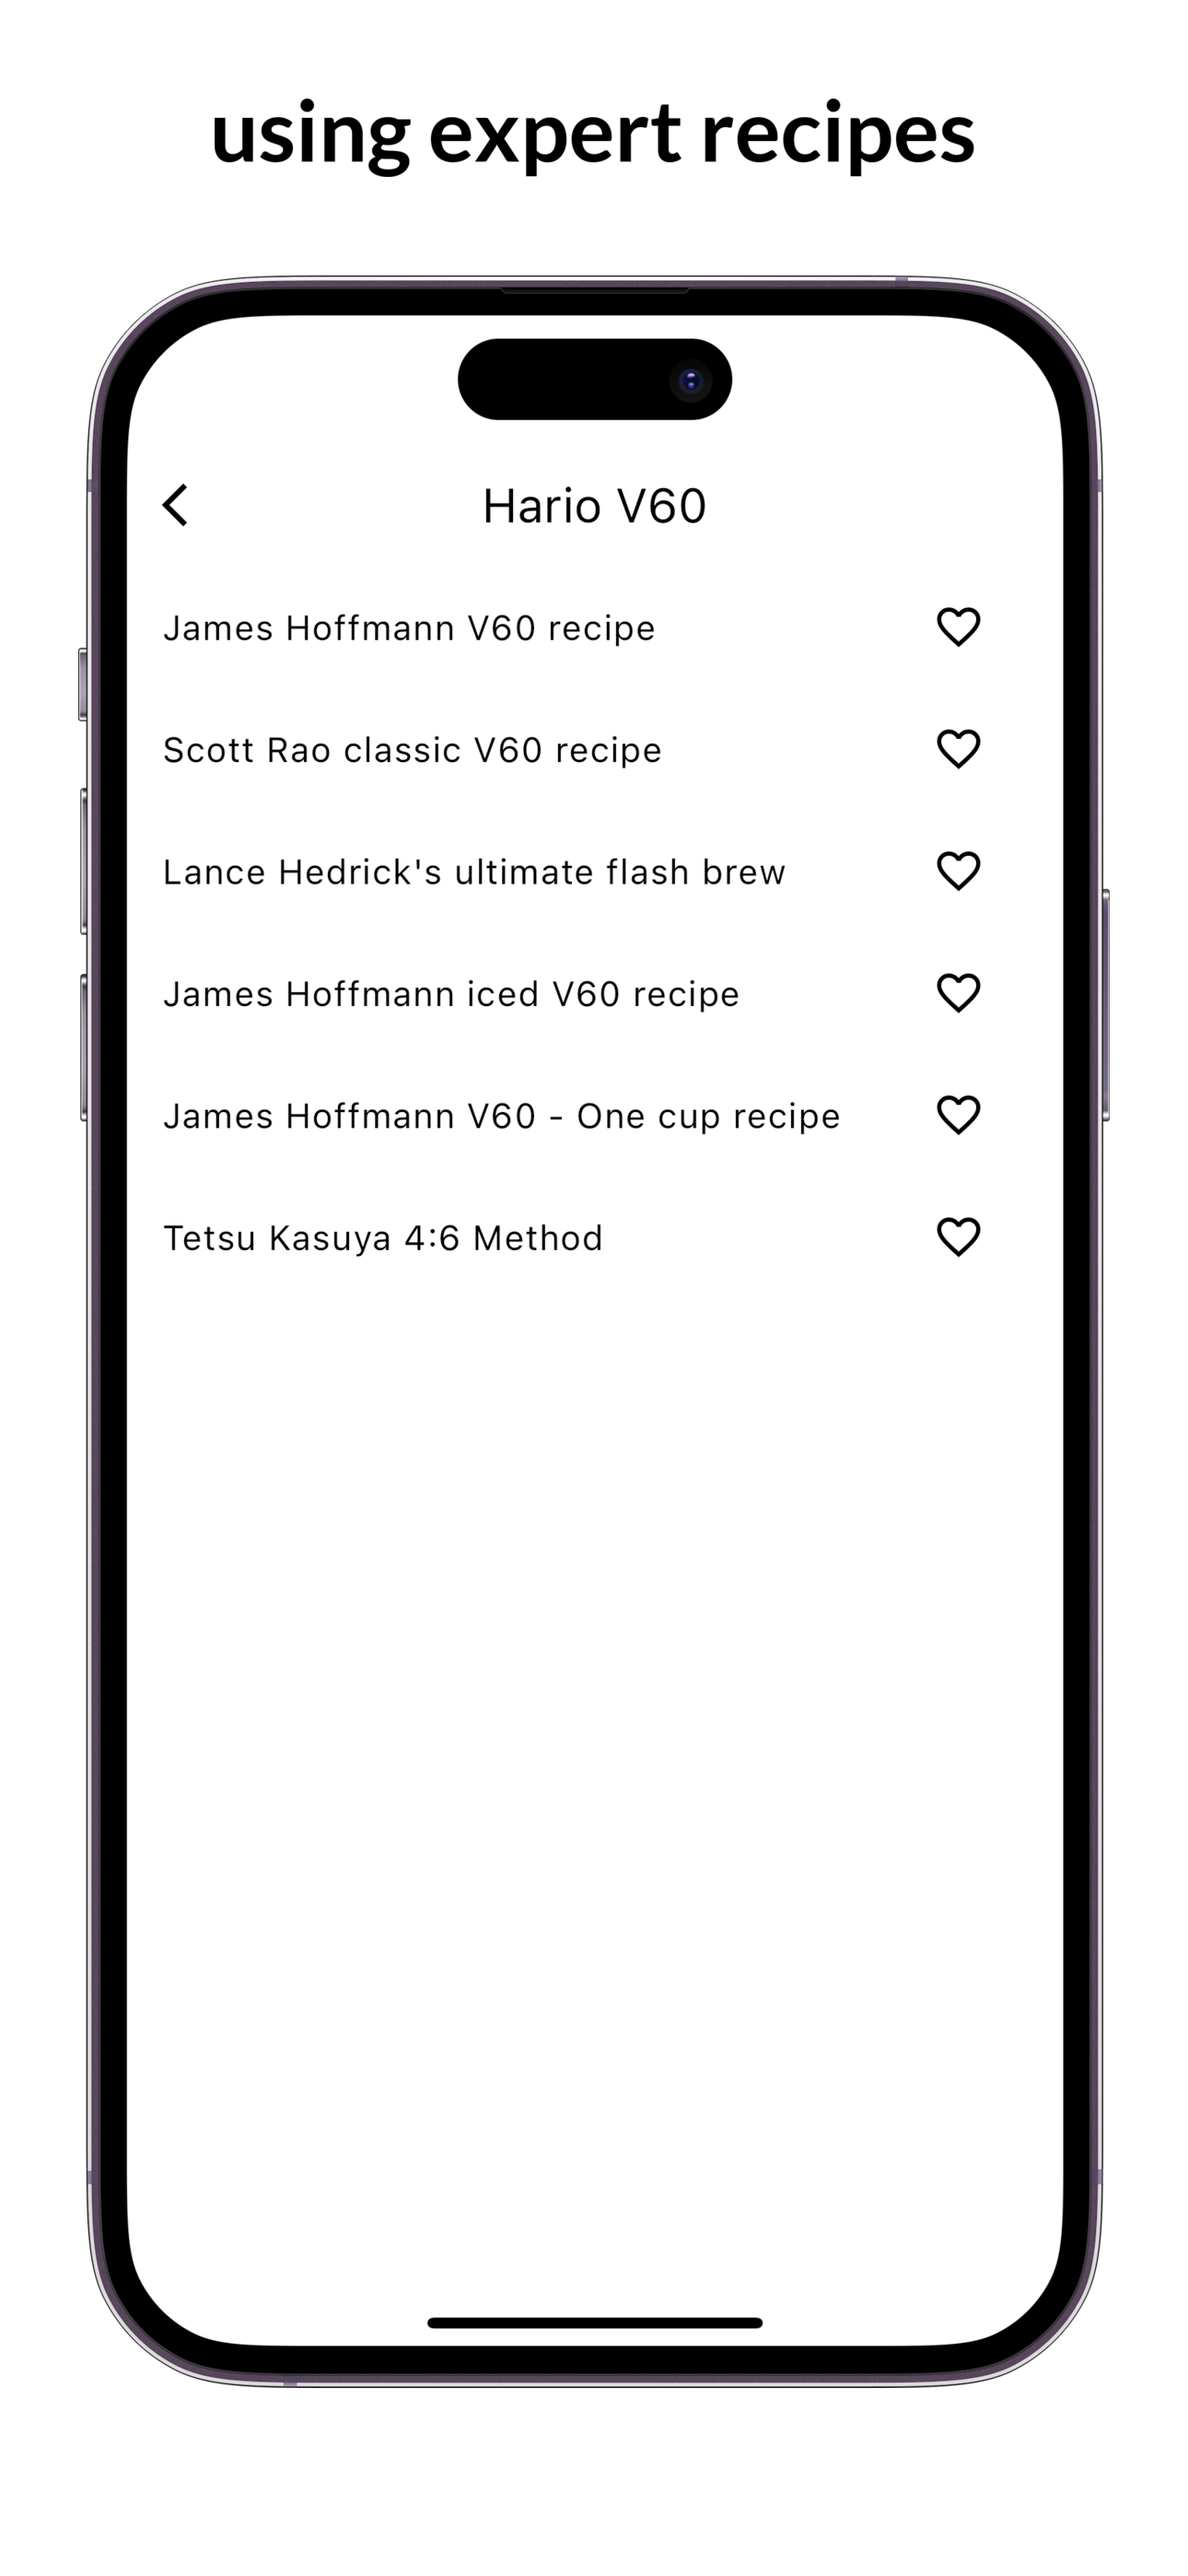 using expert recipes
Hario V60
James Hoffmann V60 recipe
Scott Rao classic V60 recipe
Lance Hedrick's ultimate flash brew
James Hoffmann iced V60 recipe
James Hoffmann V60 - One cup recipe
Tetsu Kasuya 4:6 Method